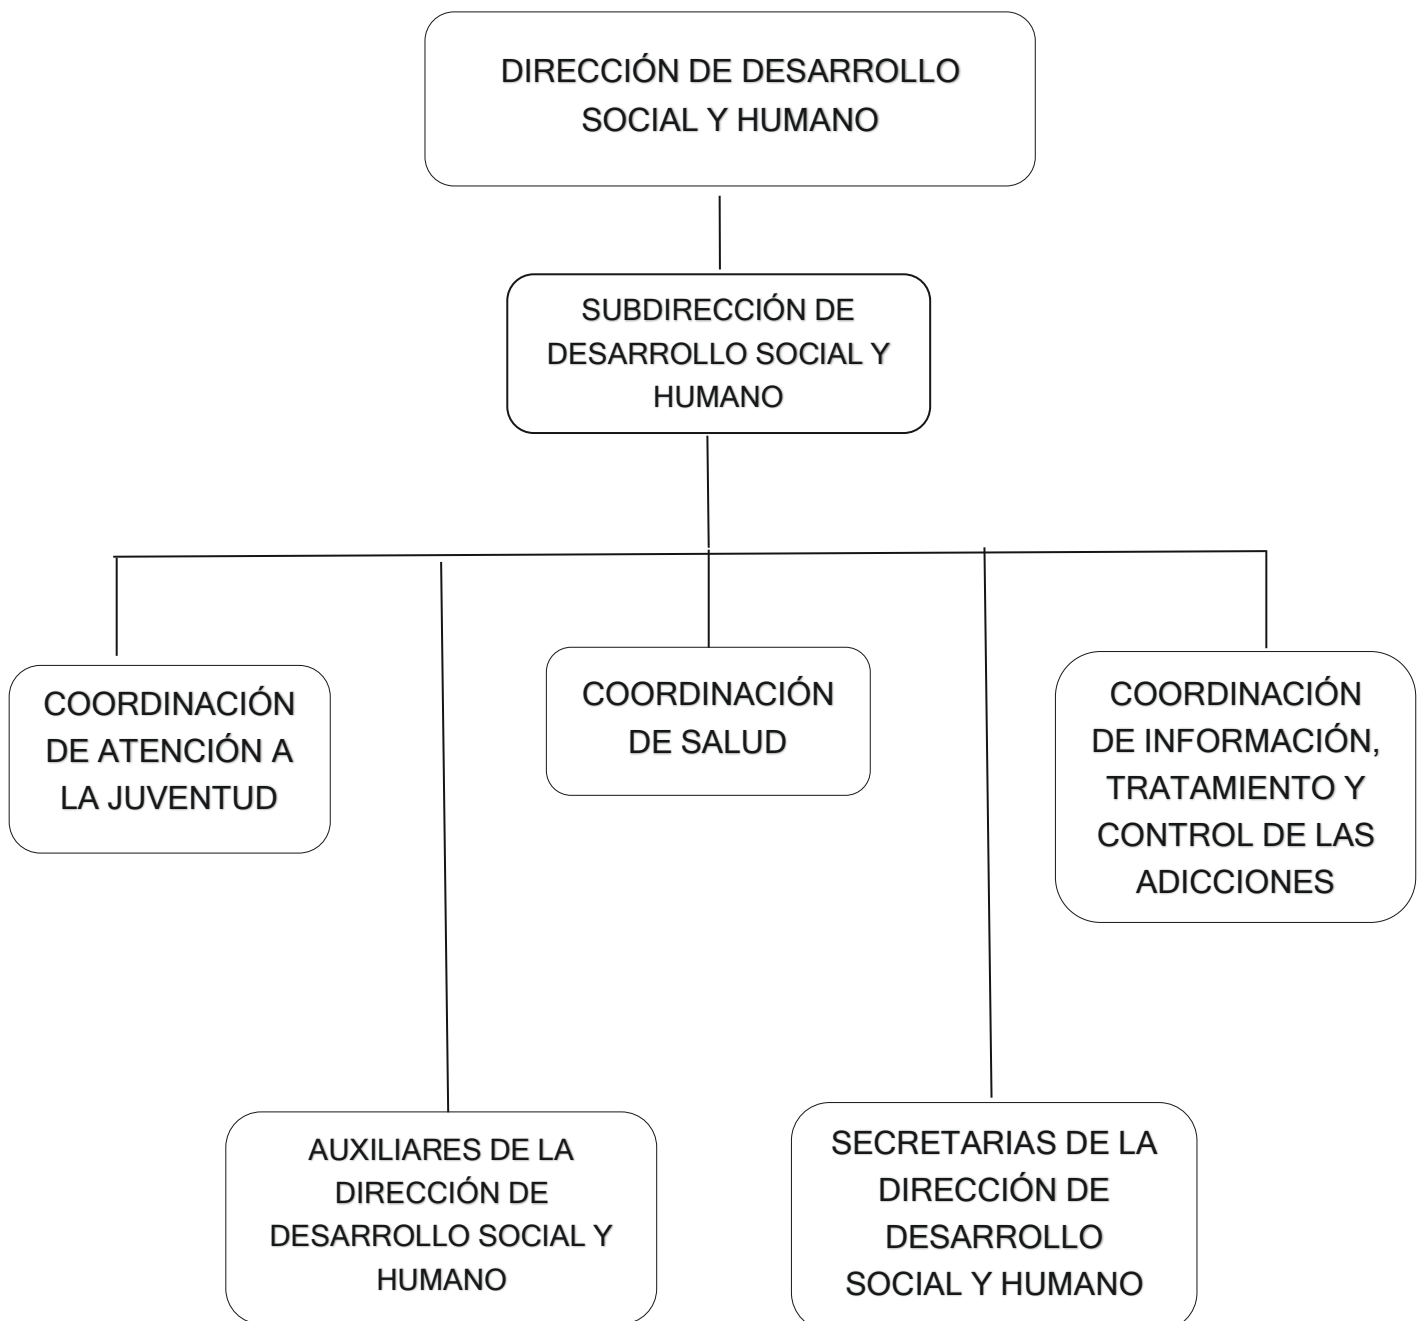 DIRECCIÓN DE DESARROLLO
SOCIAL Y HUMANO
SUBDIRECCIÓN DE
DESARROLLO SOCIAL Y
HUMANO
COORDINACIÓN
DE ATENCIÓN A
LA JUVENTUD
COORDINACIÓN
DE SALUD
COORDINACIÓN
DE INFORMACIÓN,
TRATAMIENTO Y
CONTROL DE LAS
ADICCIONES
AUXILIARES DE LA
DIRECCIÓN DE
DESARROLLO SOCIAL Y
HUMANO
SECRETARIAS DE LA
DIRECCIÓN DE
DESARROLLO
SOCIAL Y HUMANO